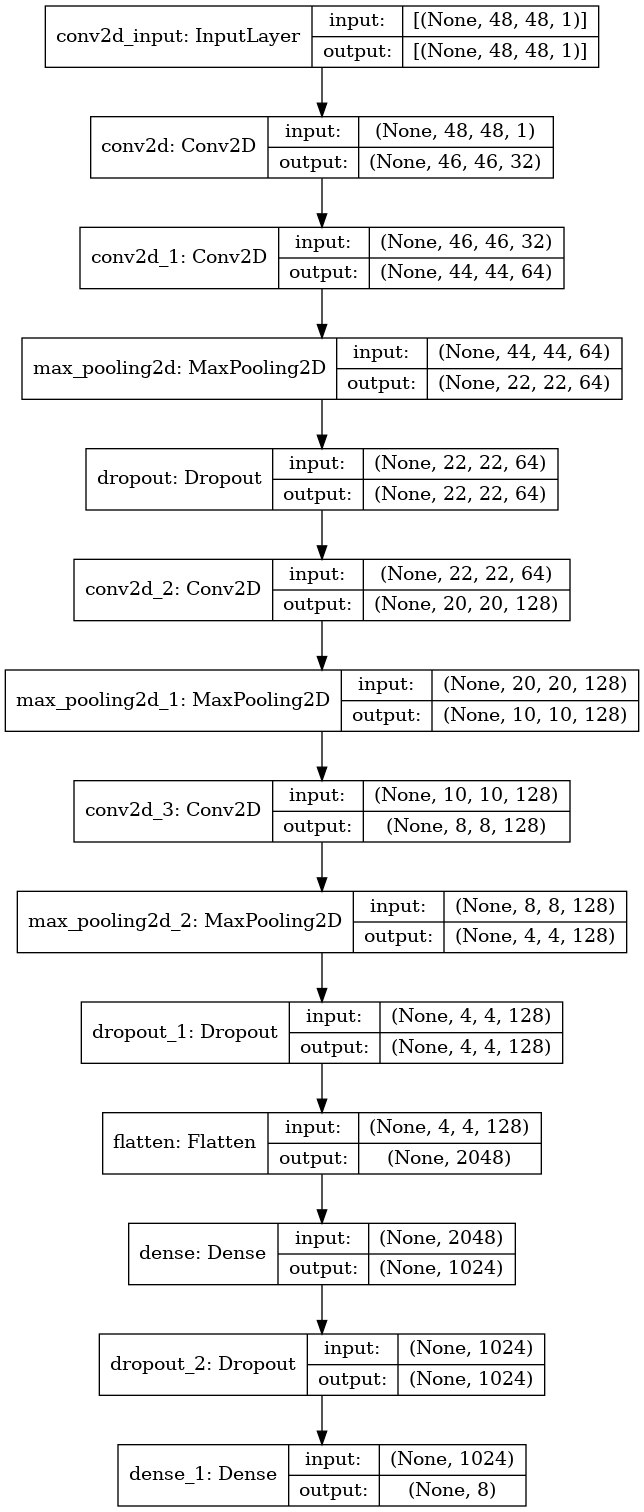 conv2d_input: InputLayer
input: [(None, 48, 48, 1)]
output: [(None, 48, 48, 1)]
conv2d: Conv2D
input: (None, 48, 48, 1)
output: (None, 46, 46, 32)
conv2d_1: Conv2D
input: (None, 46, 46, 32)
output: (None, 44, 44, 64)
max_pooling2d: MaxPooling2D
input: (None, 44, 44, 64)
output: (None, 22, 22, 64)
dropout: Dropout
input: (None, 22, 22, 64)
output: (None, 22, 22, 64)
conv2d_2: Conv2D
input: (None, 22, 22, 64)
output: (None, 20, 20, 128)
max_pooling2d_1: MaxPooling2D
input: (None, 20, 20, 128)
output: (None, 10, 10, 128)
conv2d_3: Conv2D
input: (None, 10, 10, 128)
output: (None, 8, 8, 128)
max_pooling2d_2: MaxPooling2D
input: (None, 8, 8, 128)
output: (None, 4, 4, 128)
dropout_1: Dropout
input: (None, 4, 4, 128)
output: (None, 4, 4, 128)
flatten: Flatten
input: (None, 4, 4, 128)
output: (None, 2048)
dense: Dense
input: (None, 2048)
output: (None, 1024)
dropout_2: Dropout
input: (None, 1024)
output: (None, 1024)
dense_1: Dense
input: (None, 1024)
output: (None, 8)